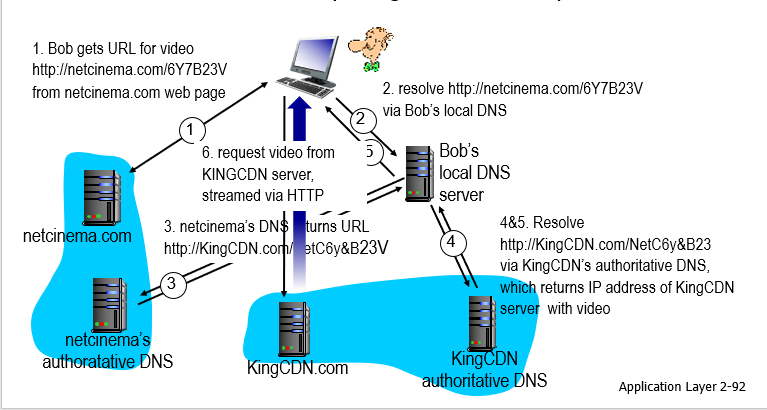 1. Bob gets URL for video
http://netcinema.com/6Y7B23V
from netcinema.com web page
2. resolve http://netcinema.com/6Y7B23V
via Bob's local DNS
1
2
5
6. request video from
KINGCDN server,
streamed via HTTP
Bob's
local DNS
server
netcinema.com
3. netcinema's DNS returns URL
http://KingCDN.com/NetC6y&B23V
3
4
4&5. Resolve
http://KingCDN.com/NetC6y&B23
via KingCDN's authoritative DNS,
which returns IP address of KingCDN
server with video
netcinema's
authoratative DNS
KingCDN.com
KingCDN
authoritative DNS
Application Layer 2-92